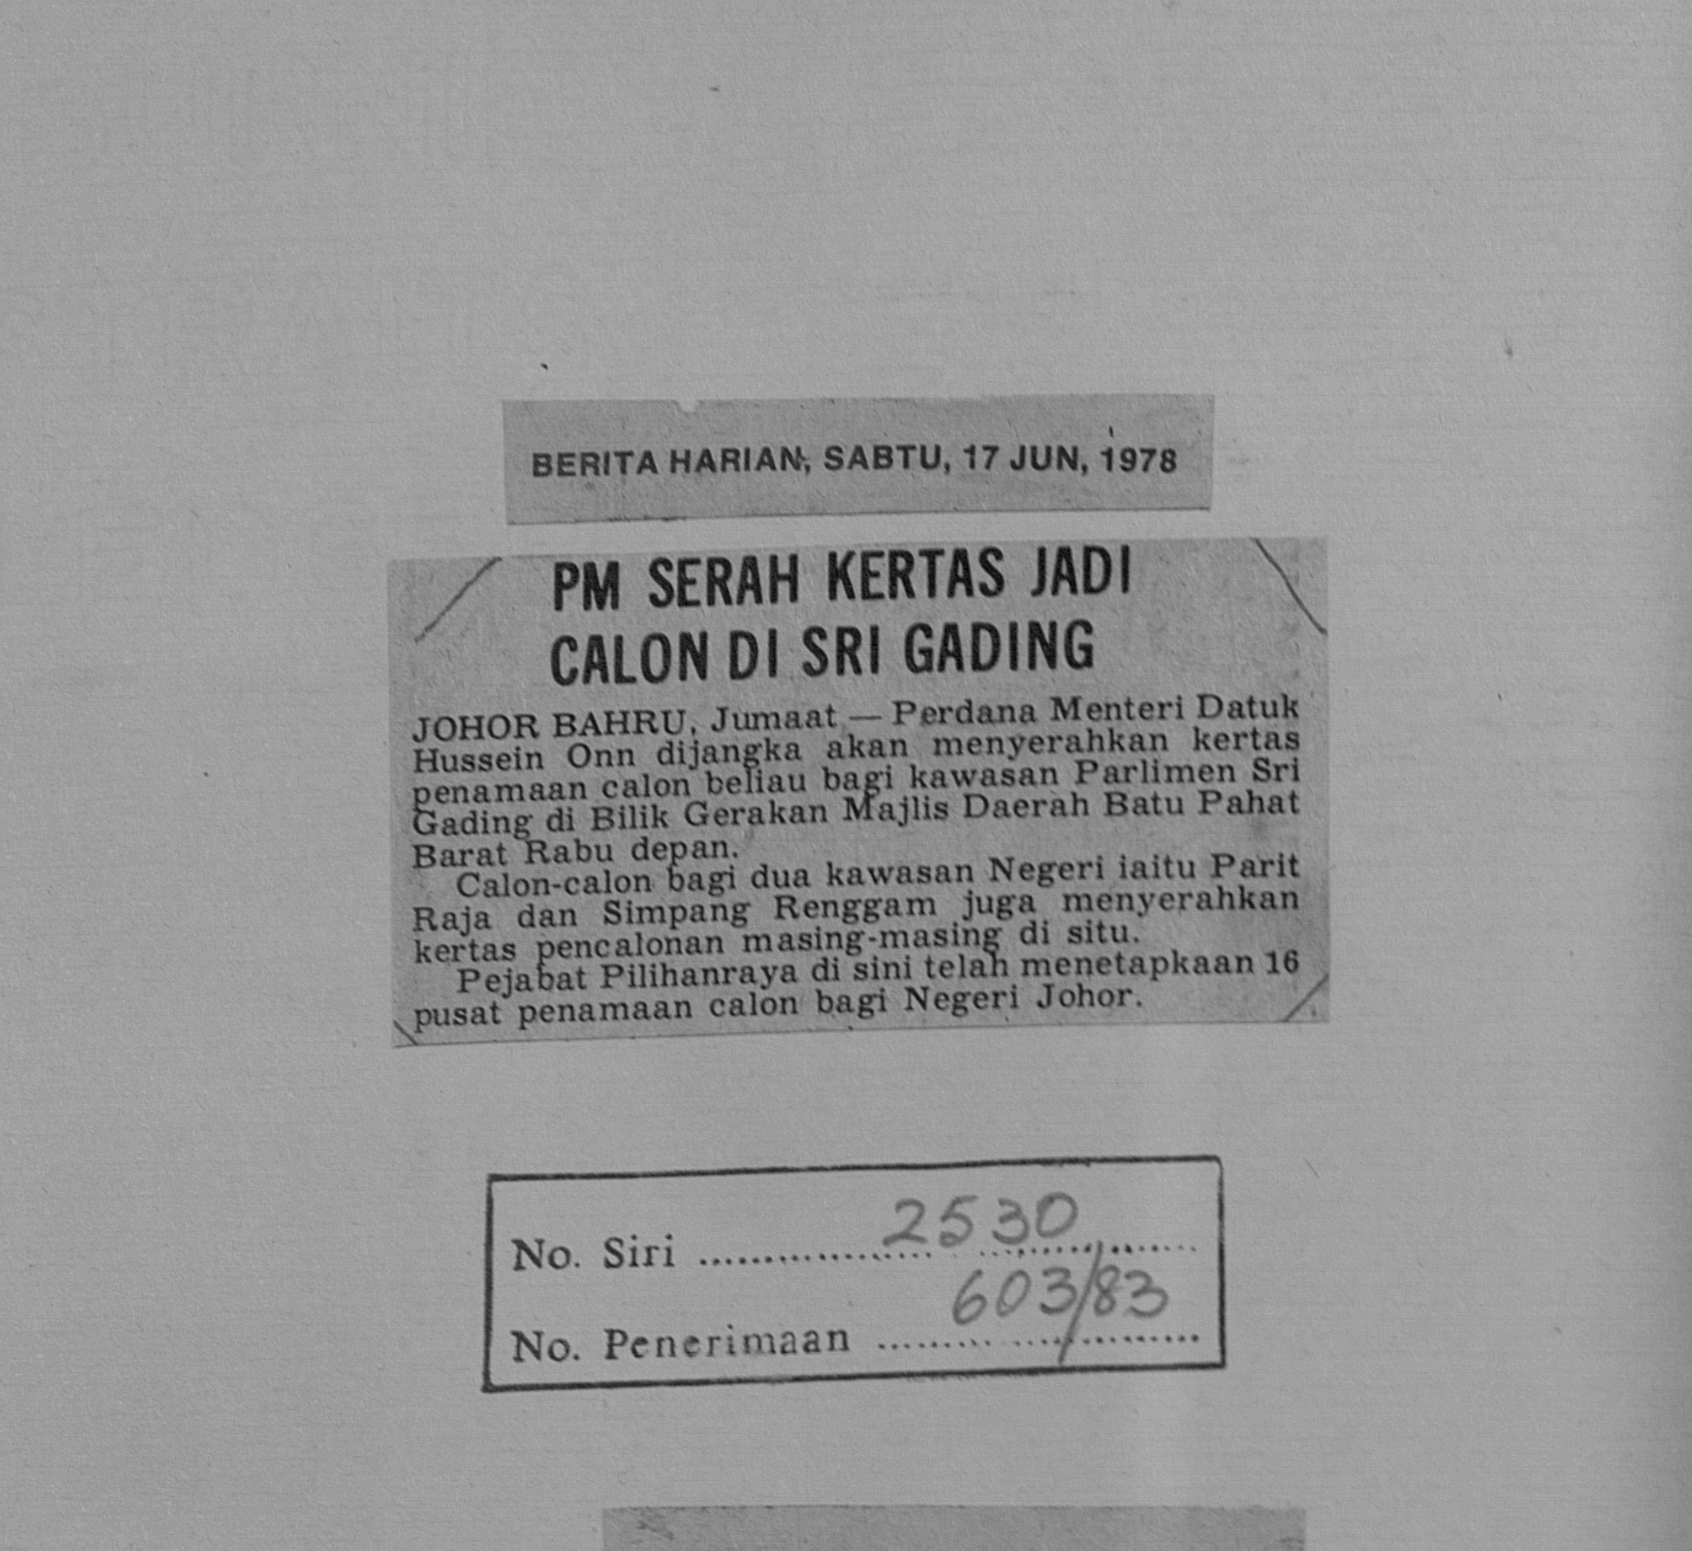 BERITA HARIAN, SABTU, 17 JUN, 1978
PM SERAH KERTAS JADI
CALON DI SRI GADING
JOHOR BAHRU, Jumaat — Perdana Menteri Datuk
Hussein Onn dijangka akan menyerahkan kertas
penamaan calon beliau bagi kawasan Parlimen Sri
Gading di Bilik Gerakan Majlis Daerah Batu Pahat
Barat Rabu depan.
Calon-calon bagi dua kawasan Negeri iaitu Parit
Raja dan Simpang Renggam juga menyerahkan
kertas pencalonan masing-masing di situ.
Pejabat Pilihanraya di sini telah menetapkaan 16
pusat penamaan calon bagi Negeri Johor.
No. Siri .................. 2530 ..................
No. Penerimaan .......... 603/83 ..........